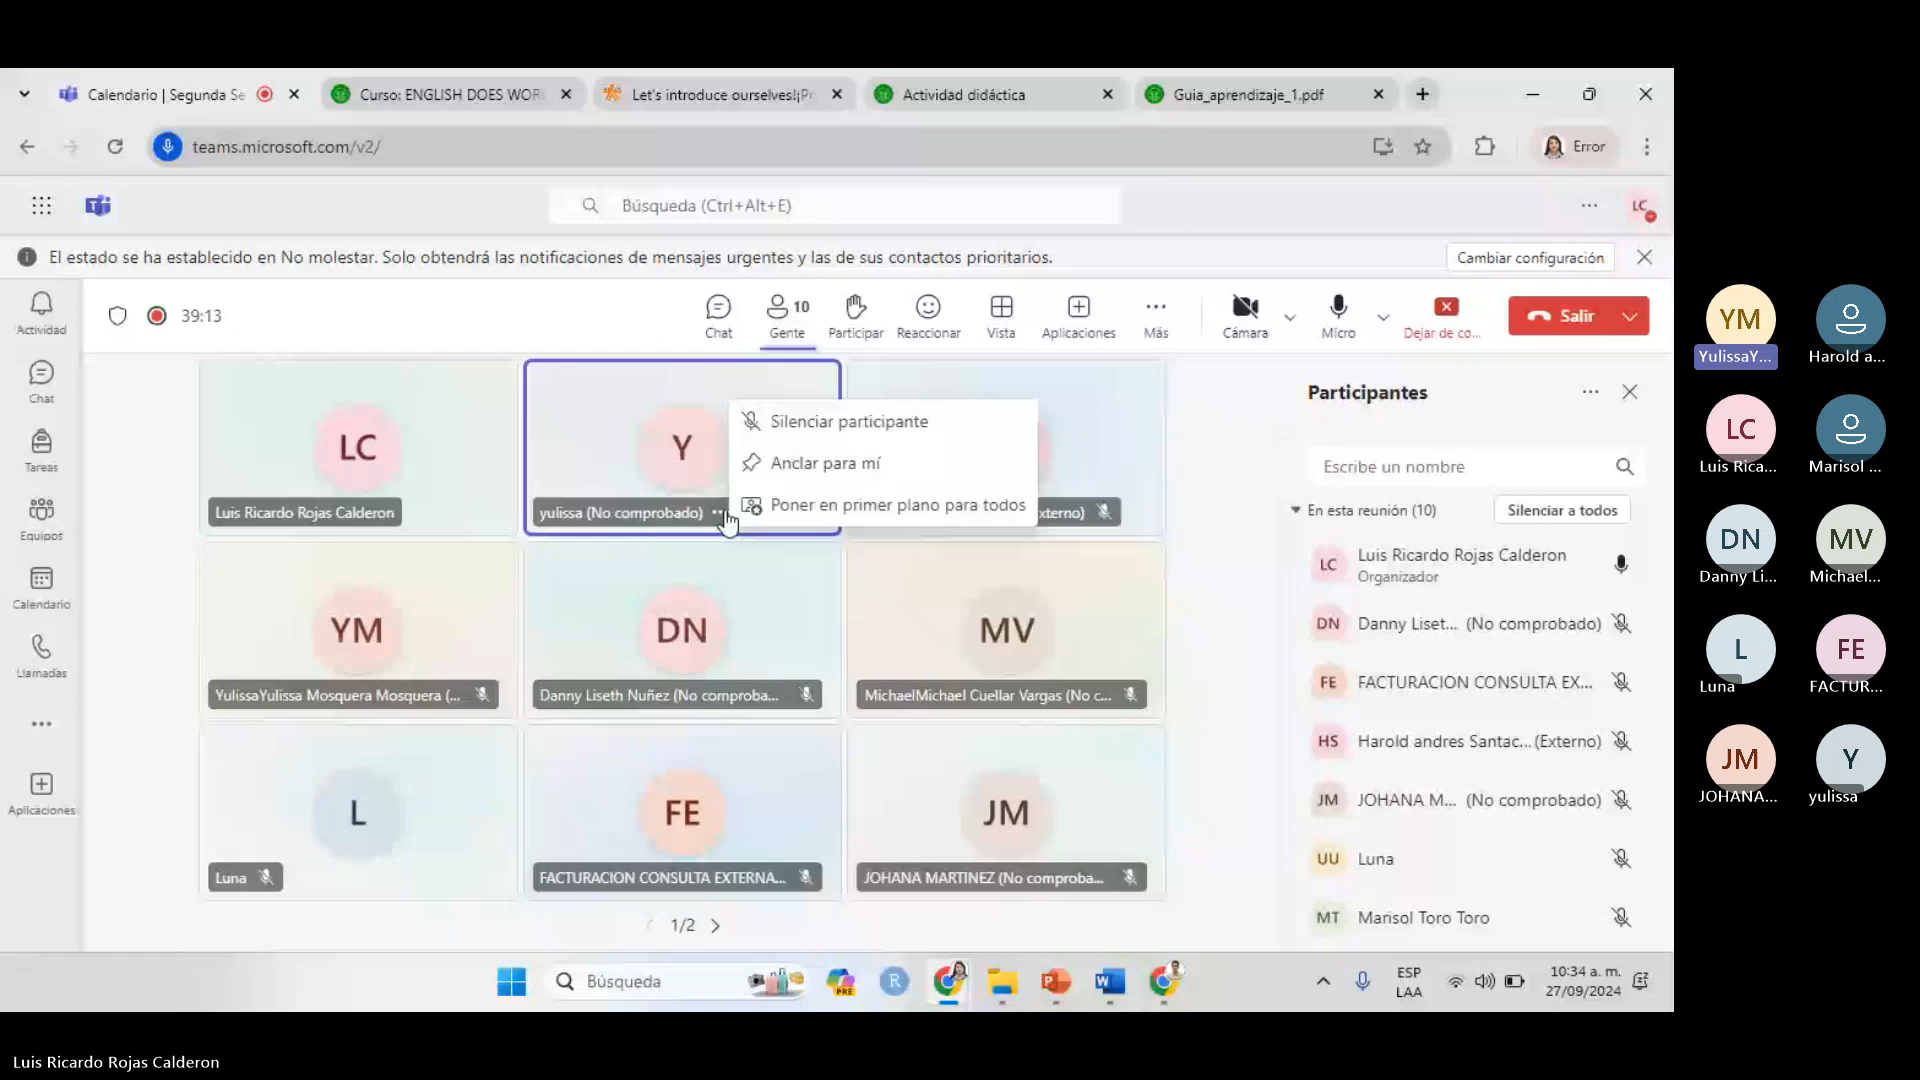 Calendario | Segunda Se
Curso: ENGLISH DOES WOR
Let's introduce ourselves!¡Pr
Actividad didáctica
Guia_aprendizaje_1.pdf
teams.microsoft.com/v2/
Error
Búsqueda (Ctrl+Alt+E)
LC
El estado se ha establecido en No molestar. Solo obtendrá las notificaciones de mensajes urgentes y las de sus contactos prioritarios.
Cambiar configuración
Actividad
Chat
Tareas
Equipos
Calendario
Llamadas
Aplicaciones
39:13
Chat
10
Gente
Participar
Reaccionar
Vista
Aplicaciones
Más
Cámara
Micro
Dejar de co...
Salir
LC
Luis Ricardo Rojas Calderon
Y
yulissa (No comprobado)
Silenciar participante
Anclar para mí
Poner en primer plano para todos
xterno)
YM
YulissaYulissa Mosquera Mosquera (...
DN
Danny Liseth Nuñez (No comproba...
MV
MichaelMichael Cuellar Vargas (No c...
L
Luna
FE
FACTURACION CONSULTA EXTERNA...
JM
JOHANA MARTINEZ (No comproba...
1/2
Participantes
Escribe un nombre
En esta reunión (10)
Silenciar a todos
LC
Luis Ricardo Rojas Calderon
Organizador
DN
Danny Liset... (No comprobado)
FE
FACTURACION CONSULTA EX...
HS
Harold andres Santac... (Externo)
JM
JOHANA M... (No comprobado)
UU
Luna
MT
Marisol Toro Toro
Búsqueda
PRE
R
ESP
LAA
10:34 a. m.
27/09/2024
YM
YulissaY...
Harold a...
LC
Luis Rica...
Marisol ...
DN
Danny Li...
MV
Michael...
L
Luna
FE
FACTUR...
JM
JOHANA...
Y
yulissa
Luis Ricardo Rojas Calderon